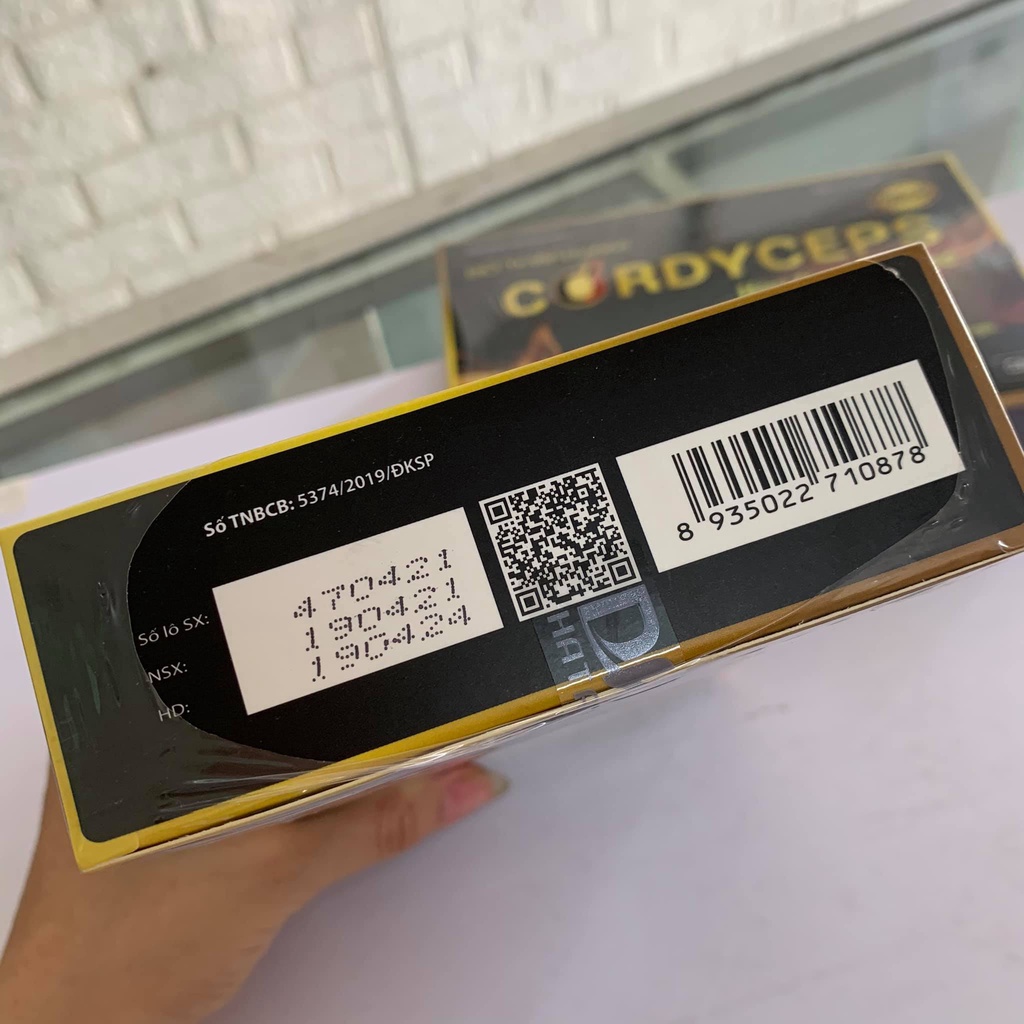 CORDYCEPS
Số TNBCB: 5374/2019/ĐKSP
Số lô SX: 470421
NSX: 190421
HD: 190424
8 935022 710878